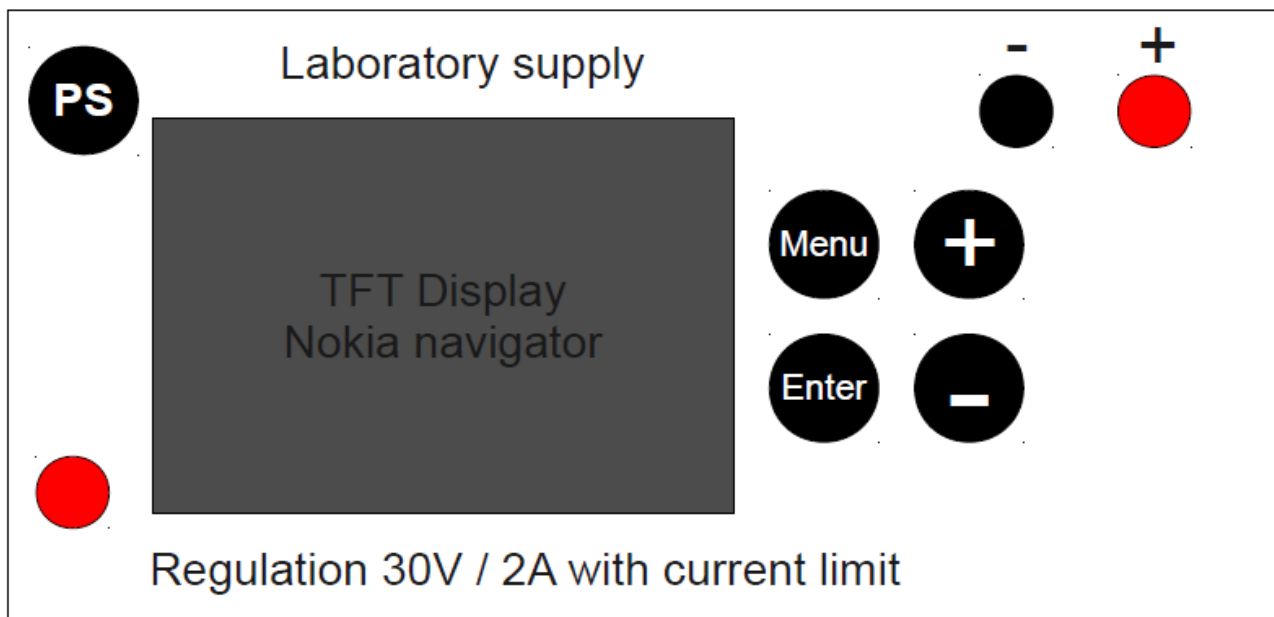 PS
Laboratory supply
- +
TFT Display
Nokia navigator
Menu +
Enter -
Regulation 30V / 2A with current limit